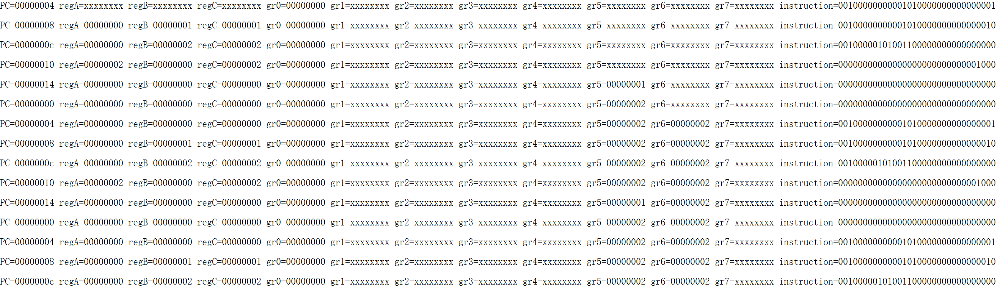 PC=00000004 regA=xxxxxxxx regB=xxxxxxxx regC=xxxxxxxx gr0=00000000 gr1=xxxxxxxx gr2=xxxxxxxx gr3=xxxxxxxx gr4=xxxxxxxx gr5=xxxxxxxx gr6=xxxxxxxx gr7=xxxxxxxx instruction=00100000000001010000000000000001
PC=00000008 regA=00000000 regB=00000001 regC=00000001 gr0=00000000 gr1=xxxxxxxx gr2=xxxxxxxx gr3=xxxxxxxx gr4=xxxxxxxx gr5=xxxxxxxx gr6=xxxxxxxx gr7=xxxxxxxx instruction=00100000000001010000000000000010
PC=0000000c regA=00000000 regB=00000002 regC=00000002 gr0=00000000 gr1=xxxxxxxx gr2=xxxxxxxx gr3=xxxxxxxx gr4=xxxxxxxx gr5=xxxxxxxx gr6=xxxxxxxx gr7=xxxxxxxx instruction=00100000101001100000000000000000
PC=00000010 regA=00000002 regB=00000000 regC=00000002 gr0=00000000 gr1=xxxxxxxx gr2=xxxxxxxx gr3=xxxxxxxx gr4=xxxxxxxx gr5=xxxxxxxx gr6=xxxxxxxx gr7=xxxxxxxx instruction=00000000000000000000000000001000
PC=00000014 regA=00000000 regB=00000000 regC=00000000 gr0=00000000 gr1=xxxxxxxx gr2=xxxxxxxx gr3=xxxxxxxx gr4=xxxxxxxx gr5=00000001 gr6=xxxxxxxx gr7=xxxxxxxx instruction=00000000000000000000000000000000
PC=00000000 regA=00000000 regB=00000000 regC=00000000 gr0=00000000 gr1=xxxxxxxx gr2=xxxxxxxx gr3=xxxxxxxx gr4=xxxxxxxx gr5=00000002 gr6=xxxxxxxx gr7=xxxxxxxx instruction=00000000000000000000000000000000
PC=00000004 regA=00000000 regB=00000000 regC=00000000 gr0=00000000 gr1=xxxxxxxx gr2=xxxxxxxx gr3=xxxxxxxx gr4=xxxxxxxx gr5=00000002 gr6=00000002 gr7=xxxxxxxx instruction=00100000000001010000000000000001
PC=00000008 regA=00000000 regB=00000001 regC=00000001 gr0=00000000 gr1=xxxxxxxx gr2=xxxxxxxx gr3=xxxxxxxx gr4=xxxxxxxx gr5=00000002 gr6=00000002 gr7=xxxxxxxx instruction=00100000000001010000000000000010
PC=0000000c regA=00000000 regB=00000002 regC=00000002 gr0=00000000 gr1=xxxxxxxx gr2=xxxxxxxx gr3=xxxxxxxx gr4=xxxxxxxx gr5=00000002 gr6=00000002 gr7=xxxxxxxx instruction=00100000101001100000000000000000
PC=00000010 regA=00000002 regB=00000000 regC=00000002 gr0=00000000 gr1=xxxxxxxx gr2=xxxxxxxx gr3=xxxxxxxx gr4=xxxxxxxx gr5=00000002 gr6=00000002 gr7=xxxxxxxx instruction=00000000000000000000000000001000
PC=00000014 regA=00000000 regB=00000000 regC=00000000 gr0=00000000 gr1=xxxxxxxx gr2=xxxxxxxx gr3=xxxxxxxx gr4=xxxxxxxx gr5=00000001 gr6=00000002 gr7=xxxxxxxx instruction=00000000000000000000000000000000
PC=00000000 regA=00000000 regB=00000000 regC=00000000 gr0=00000000 gr1=xxxxxxxx gr2=xxxxxxxx gr3=xxxxxxxx gr4=xxxxxxxx gr5=00000002 gr6=00000002 gr7=xxxxxxxx instruction=00000000000000000000000000000000
PC=00000004 regA=00000000 regB=00000000 regC=00000000 gr0=00000000 gr1=xxxxxxxx gr2=xxxxxxxx gr3=xxxxxxxx gr4=xxxxxxxx gr5=00000002 gr6=00000002 gr7=xxxxxxxx instruction=00100000000001010000000000000001
PC=00000008 regA=00000000 regB=00000001 regC=00000001 gr0=00000000 gr1=xxxxxxxx gr2=xxxxxxxx gr3=xxxxxxxx gr4=xxxxxxxx gr5=00000002 gr6=00000002 gr7=xxxxxxxx instruction=00100000000001010000000000000010
PC=0000000c regA=00000000 regB=00000002 regC=00000002 gr0=00000000 gr1=xxxxxxxx gr2=xxxxxxxx gr3=xxxxxxxx gr4=xxxxxxxx gr5=00000002 gr6=00000002 gr7=xxxxxxxx instruction=00100000101001100000000000000000